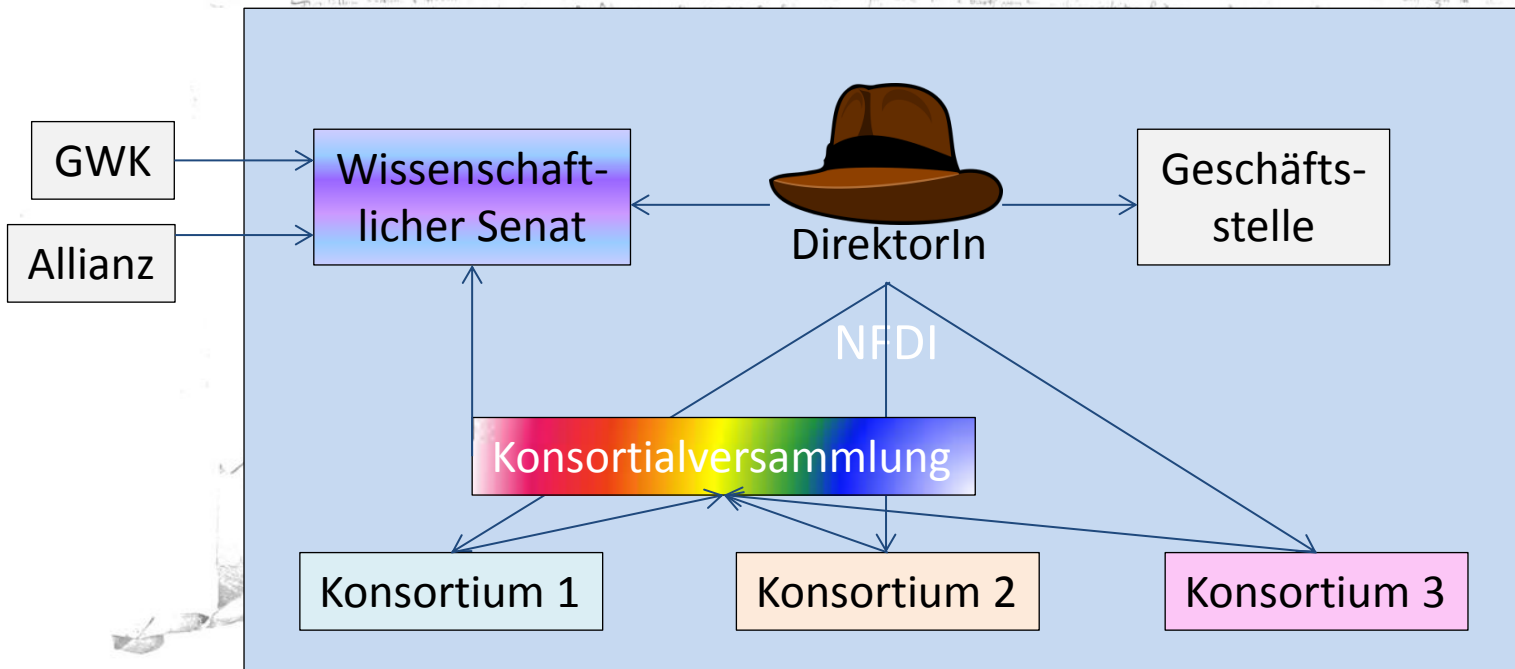 GWK
Allianz
Wissenschaft-
licher Senat
DirektorIn
Geschäfts-
stelle
NFDI
Konsortialversammlung
Konsortium 1
Konsortium 2
Konsortium 3